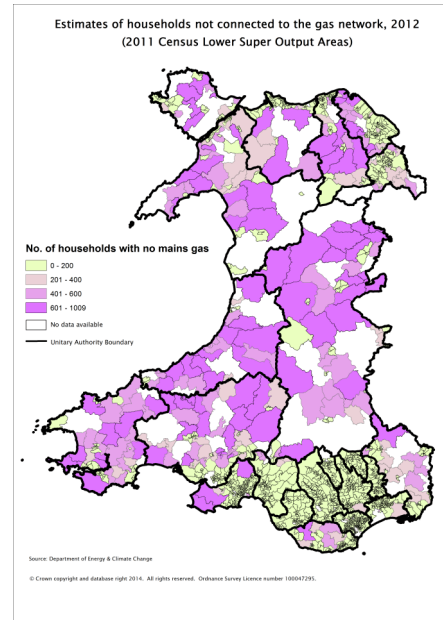 Estimates of households not connected to the gas network, 2012
(2011 Census Lower Super Output Areas)
No. of households with no mains gas
0 - 200
201 - 400
401 - 600
601 - 1009
No data available
Unitary Authority Boundary
Source: Department of Energy & Climate Change
© Crown copyright and database right 2014. All rights reserved. Ordnance Survey Licence number 100047295.